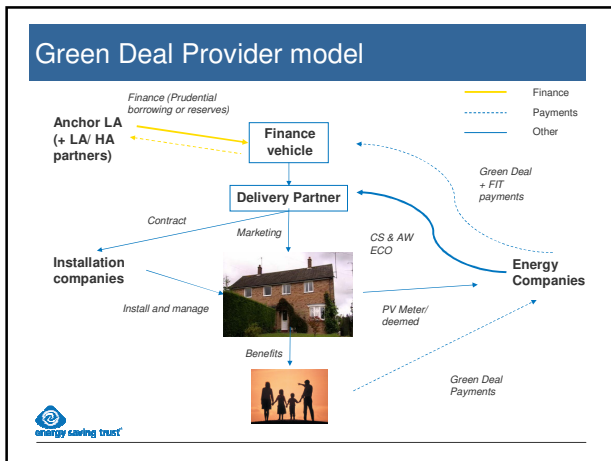 Green Deal Provider model
Finance (Prudential
borrowing or reserves)
Finance
Payments
Other
Anchor LA
(+ LA/ HA
partners)
Finance
vehicle
Green Deal
+ FIT
payments
Delivery Partner
Contract
Marketing
CS & AW
ECO
Installation
companies
Energy
Companies
Install and manage
PV Meter/
deemed
Benefits
Green Deal
Payments
energy saving trust®